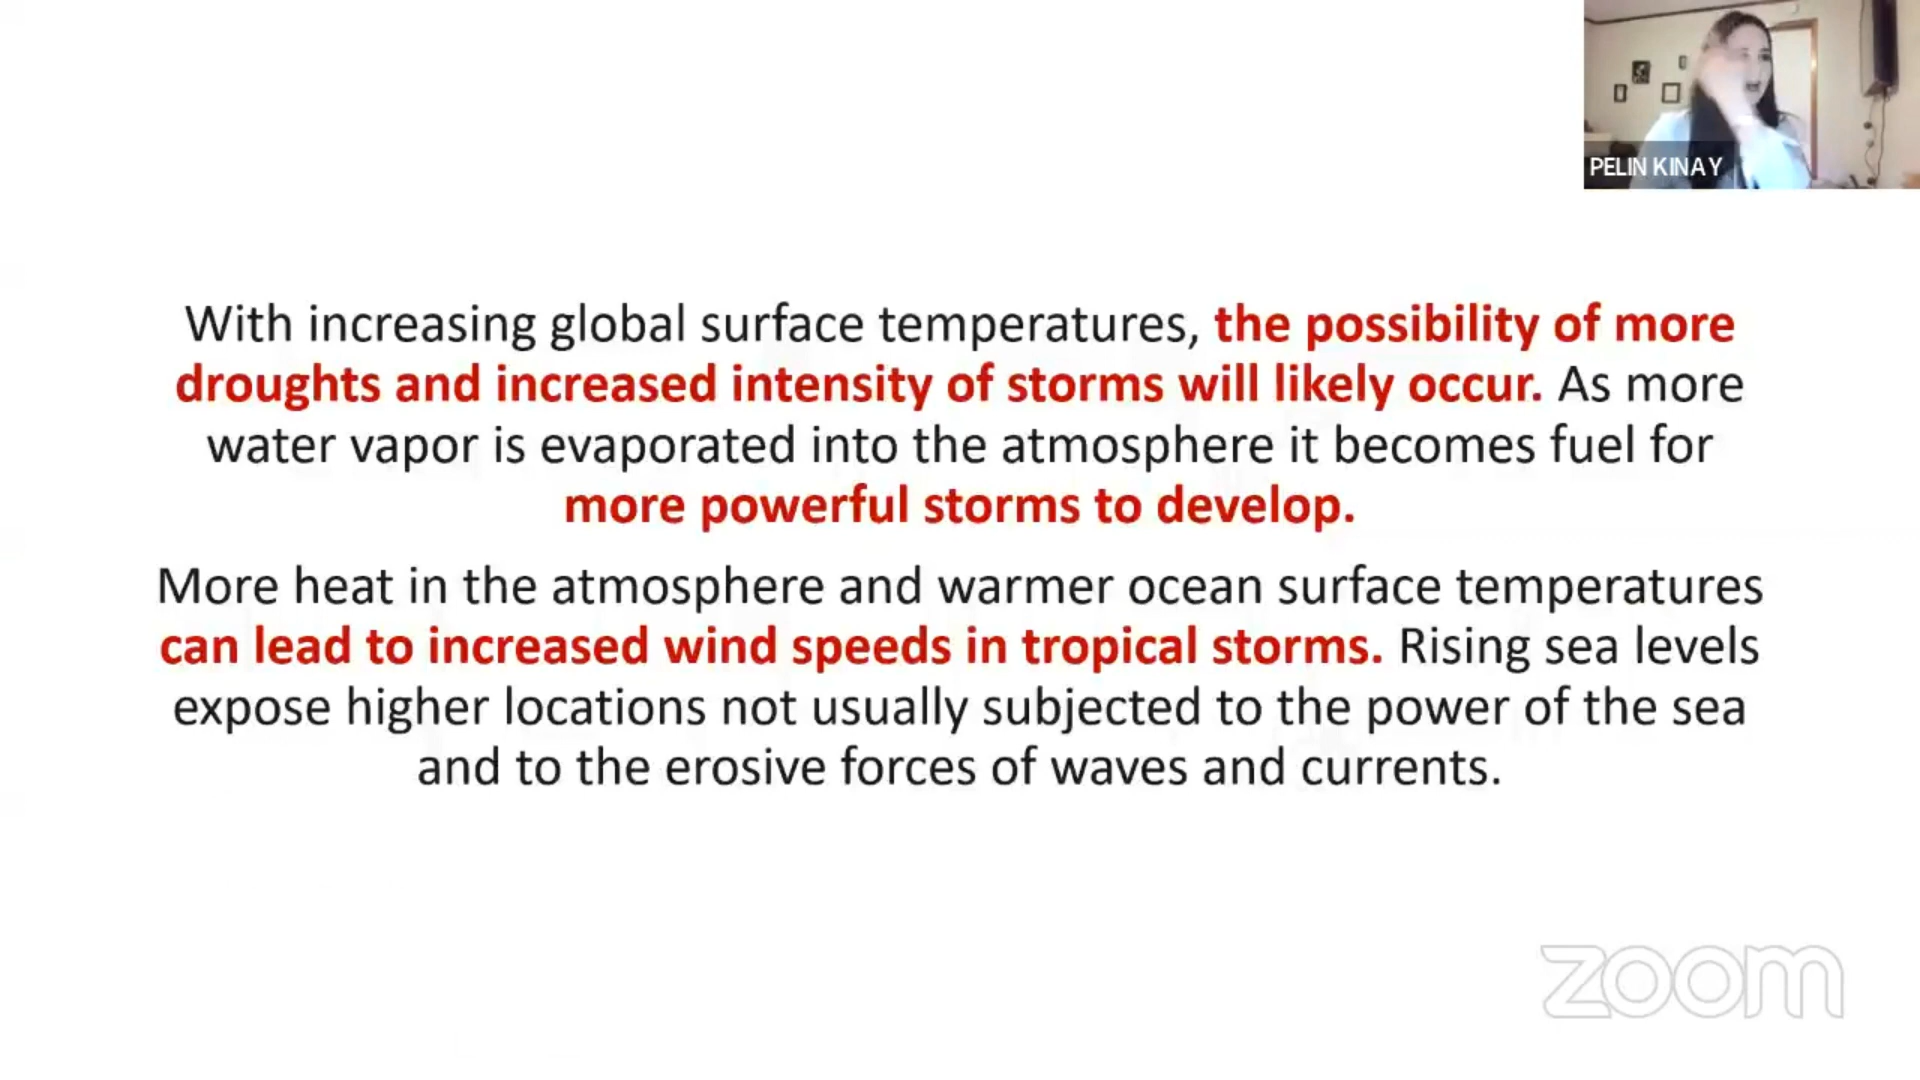 PELIN KINAY
With increasing global surface temperatures, the possibility of more
droughts and increased intensity of storms will likely occur. As more
water vapor is evaporated into the atmosphere it becomes fuel for
more powerful storms to develop.
More heat in the atmosphere and warmer ocean surface temperatures
can lead to increased wind speeds in tropical storms. Rising sea levels
expose higher locations not usually subjected to the power of the sea
and to the erosive forces of waves and currents.
zoom